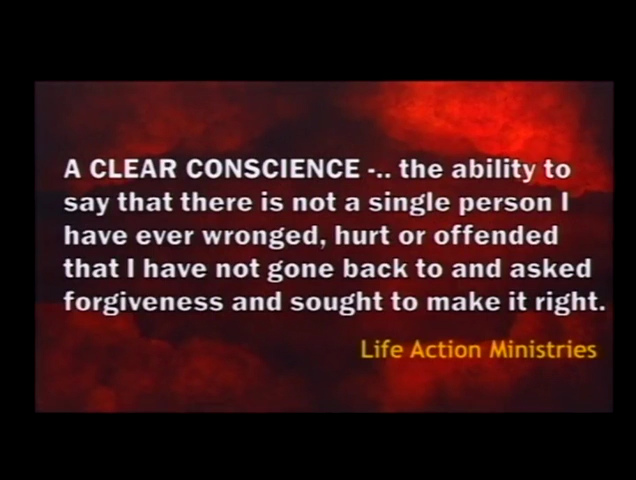 A CLEAR CONSCIENCE -.. the ability to
say that there is not a single person I
have ever wronged, hurt or offended
that I have not gone back to and asked
forgiveness and sought to make it right.
Life Action Ministries